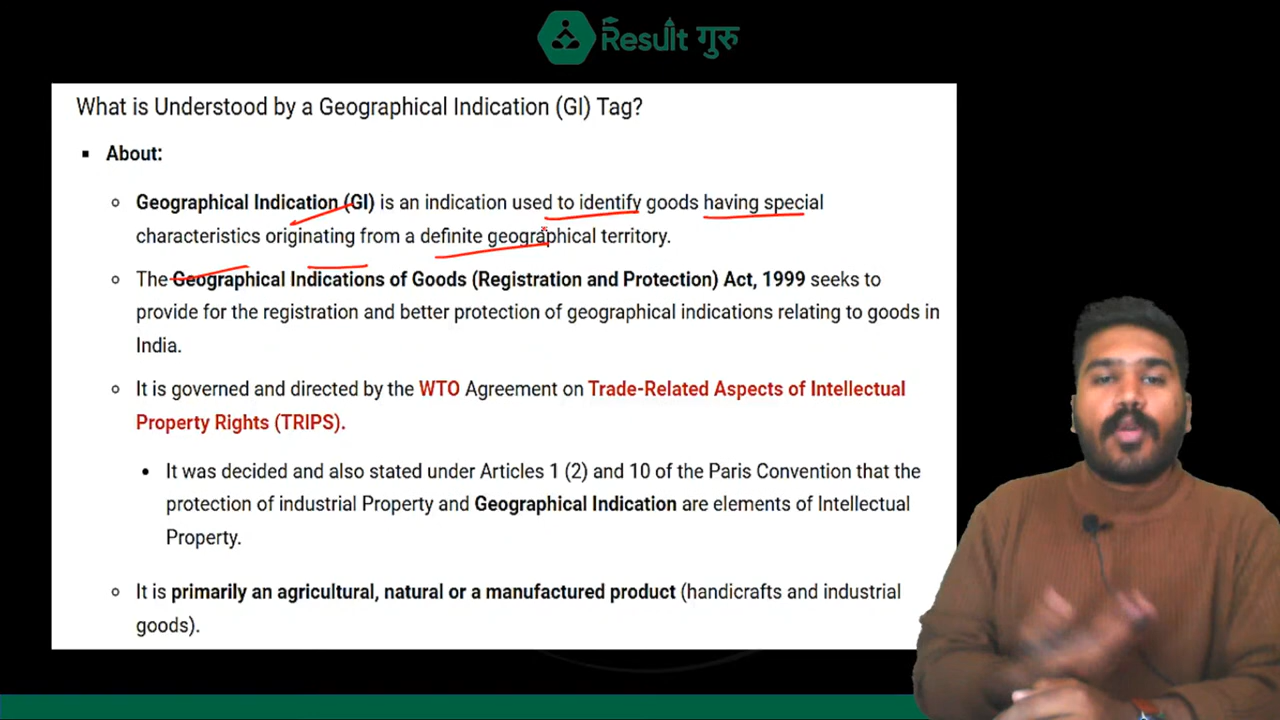 Result गुरु
What is Understood by a Geographical Indication (GI) Tag?
▪ About:
○ Geographical Indication (GI) is an indication used to identify goods having special
characteristics originating from a definite geographical territory.
○ The Geographical Indications of Goods (Registration and Protection) Act, 1999 seeks to
provide for the registration and better protection of geographical indications relating to goods in
India.
○ It is governed and directed by the WTO Agreement on Trade-Related Aspects of Intellectual
Property Rights (TRIPS).
• It was decided and also stated under Articles 1 (2) and 10 of the Paris Convention that the
protection of industrial Property and Geographical Indication are elements of Intellectual
Property.
○ It is primarily an agricultural, natural or a manufactured product (handicrafts and industrial
goods).